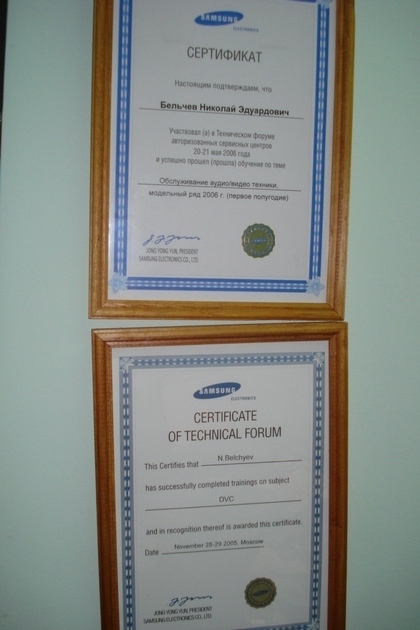 SAMSUNG
ELECTRONICS
СЕРТИФИКАТ
Настоящим подтверждаем, что
Бельчев Николай Эдуардович
Участвовал (а) в Техническом форуме
авторизованных сервисных центров
20-21 мая 2006 года
и успешно прошел (прошла) обучение по теме
Обслуживание аудио/видео техники,
модельный ряд 2006 г. (первое полугодие)
JONG YONG YUN, PRESIDENT
SAMSUNG ELECTRONICS CO., LTD.
SAMSUNG
ELECTRONICS
CERTIFICATE
OF TECHNICAL FORUM
This Certifies that N.Belchyev
has successfully completed trainings on subject
DVC
and in recognition thereof is awarded this certificate.
Date November 28-29 2005, Moscow
JONG YONG YUN, PRESIDENT
SAMSUNG ELECTRONICS CO., LTD.